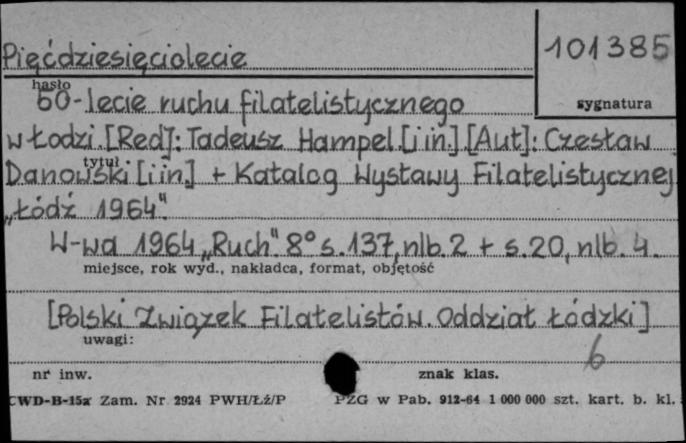 Pięćdziesięciolecie
101385
hasło
60-lecie ruchu filatelistycznego
sygnatura
w Łodzi. [Red]: Tadeusz Hampel. [i in]. [Aut]: Czesław
tytuł
Danowski [i in] + Katalog Wystawy Filatelistycznej
„Łódź 1964".
W-wa 1964 „Ruch". 8° s. 137, nlb. 2 + s. 20, nlb. 4.
miejsce, rok wyd., nakładca, format, objętość
[Polski Związek Filatelistów. Oddział Łódzki]
uwagi:
6
nr inw.
znak klas.
CWD-B-15a Zam. Nr 2924 PWH/Łż/P
PZG w Pab. 912-64 1 000 000 szt. kart. b. kl.